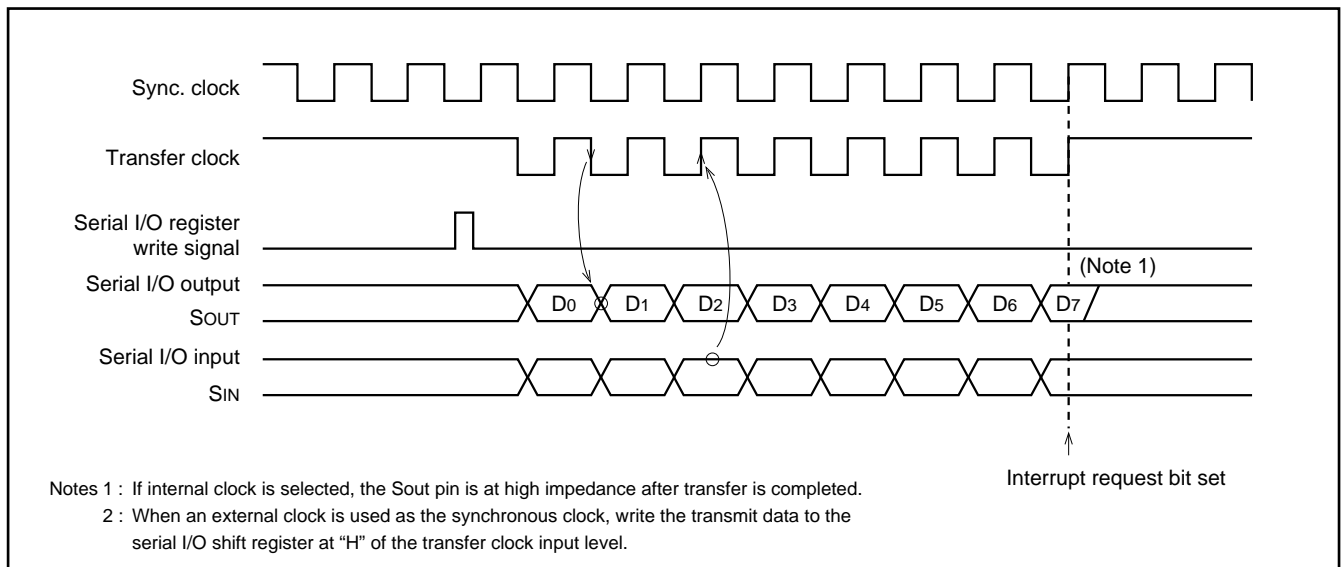 Sync. clock
Transfer clock
Serial I/O register
write signal
Serial I/O output
SOUT
(Note 1)
D0 D1 D2 D3 D4 D5 D6 D7
Serial I/O input
SIN
Interrupt request bit set
Notes 1 : If internal clock is selected, the Sout pin is at high impedance after transfer is completed.
2 : When an external clock is used as the synchronous clock, write the transmit data to the
serial I/O shift register at “H” of the transfer clock input level.